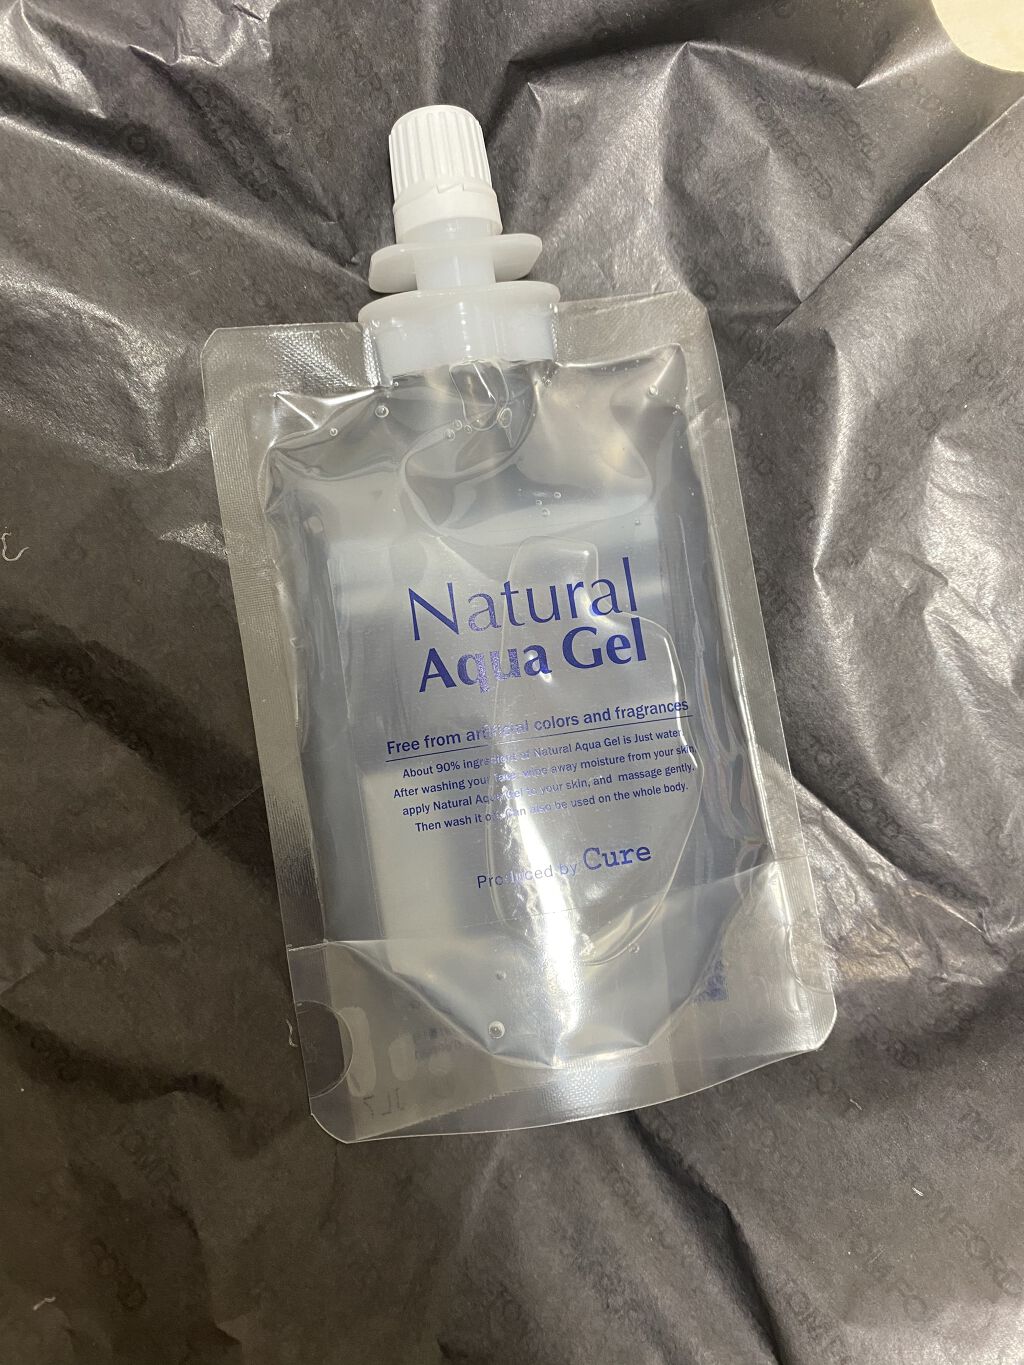 Natural
Aqua Gel
Free from artificial colors and fragrances
About 90% ingredient of Natural Aqua Gel is Just water.
After washing your face, wipe away moisture from your skin,
apply Natural Aqua Gel to your skin, and massage gently.
Then wash it off. Can also be used on the whole body.
Produced by Cure
TOM FORD